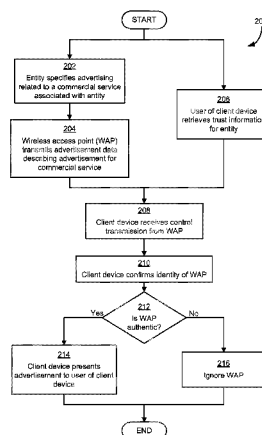 START
20
202
Entity specifies advertising
related to a commercial service
associated with entity
204
Wireless access point (WAP)
transmits advertisement data
describing advertisement for
commercial service
206
User of client device
retrieves trust information
for entity
208
Client device receives control
transmission from WAP
210
Client device confirms identity of WAP
212
Is WAP
authentic?
Yes
No
214
Client device presents
advertisement to user of client
device
216
Ignore WAP
END